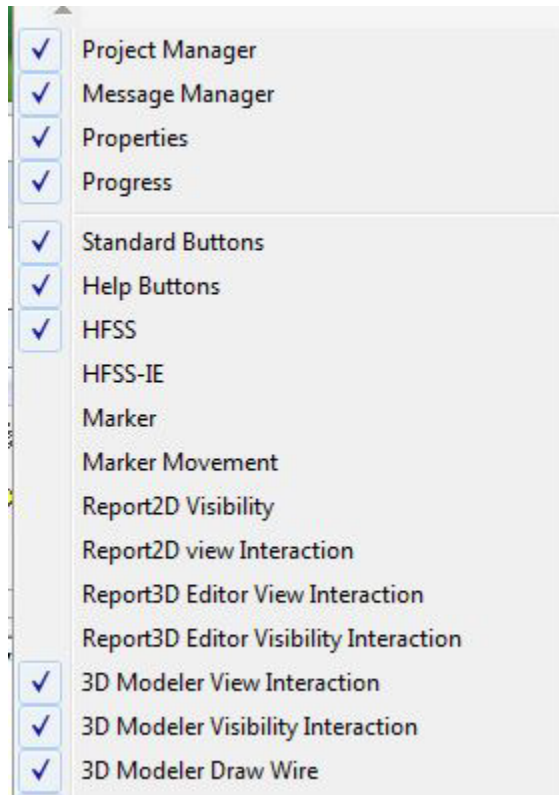 Project Manager
Message Manager
Properties
Progress
Standard Buttons
Help Buttons
HFSS
HFSS-IE
Marker
Marker Movement
Report2D Visibility
Report2D view Interaction
Report3D Editor View Interaction
Report3D Editor Visibility Interaction
3D Modeler View Interaction
3D Modeler Visibility Interaction
3D Modeler Draw Wire